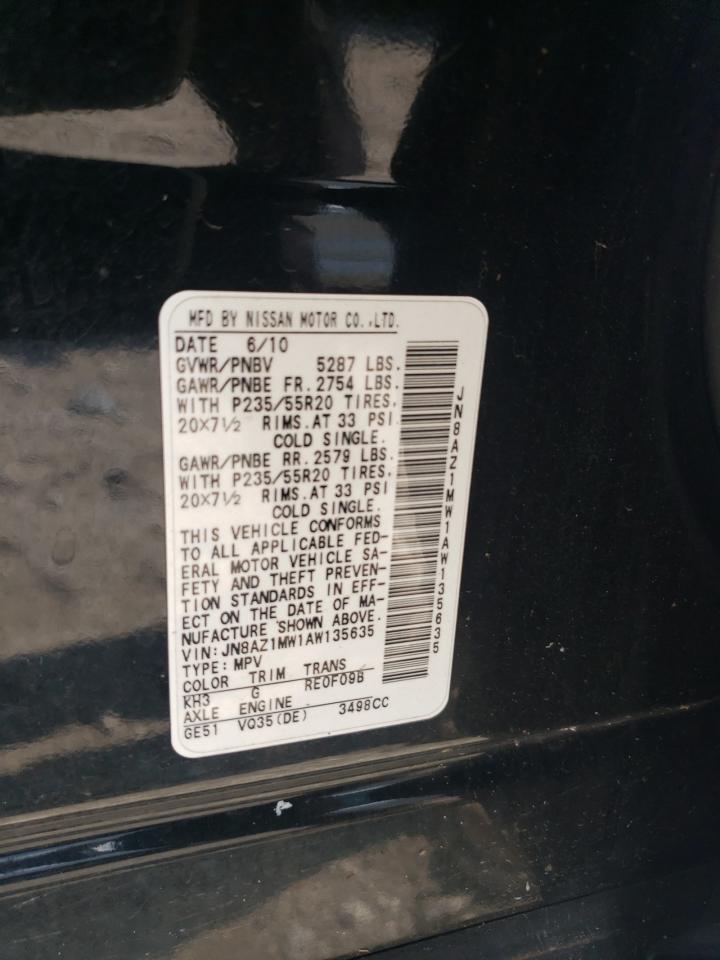 MFD BY NISSAN MOTOR CO.,LTD.
DATE 6/10
GVWR/PNBV 5287 LBS.
GAWR/PNBE FR. 2754 LBS.
WITH P235/55R20 TIRES,
20X7½ RIMS.AT 33 PSI
COLD SINGLE.
GAWR/PNBE RR. 2579 LBS.
WITH P235/55R20 TIRES,
20X7½ RIMS.AT 33 PSI
COLD SINGLE.
THIS VEHICLE CONFORMS
TO ALL APPLICABLE FED-
ERAL MOTOR VEHICLE SA-
FETY AND THEFT PREVEN-
TION STANDARDS IN EFF-
ECT ON THE DATE OF MA-
NUFACTURE SHOWN ABOVE.
VIN:JN8AZ1MW1AW135635
TYPE:MPV
COLOR TRIM TRANS
KH3 G RE0F09B
AXLE ENGINE
GE51 VQ35(DE) 3498CC
JN8AZ1MW1AW135635